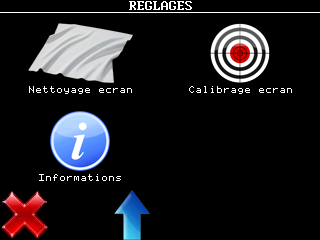 REGLAGES
Nettoyage ecran
Calibrage ecran
i
Informations